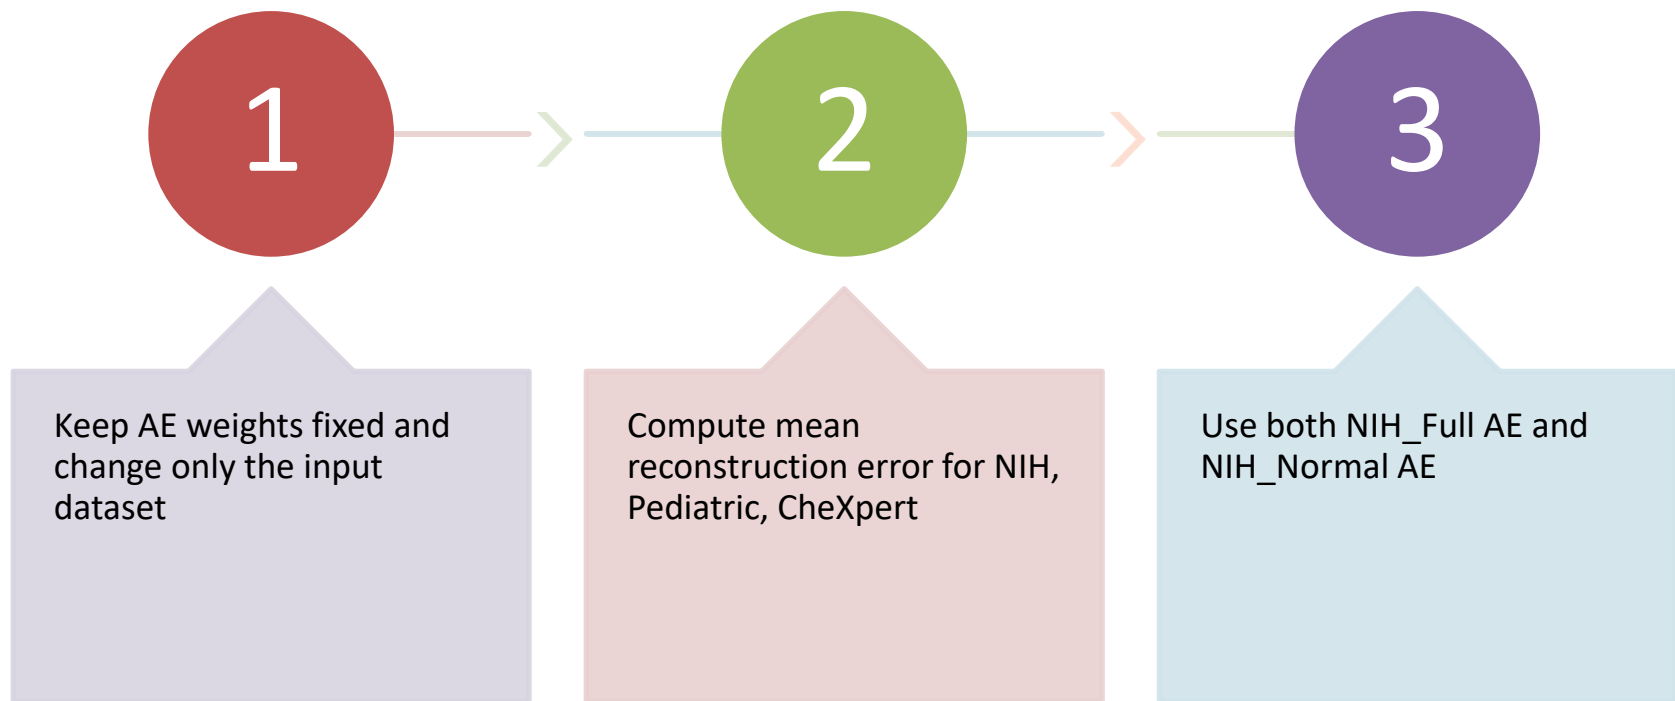 1
Keep AE weights fixed and
change only the input
dataset
2
Compute mean
reconstruction error for NIH,
Pediatric, CheXpert
3
Use both NIH_Full AE and
NIH_Normal AE